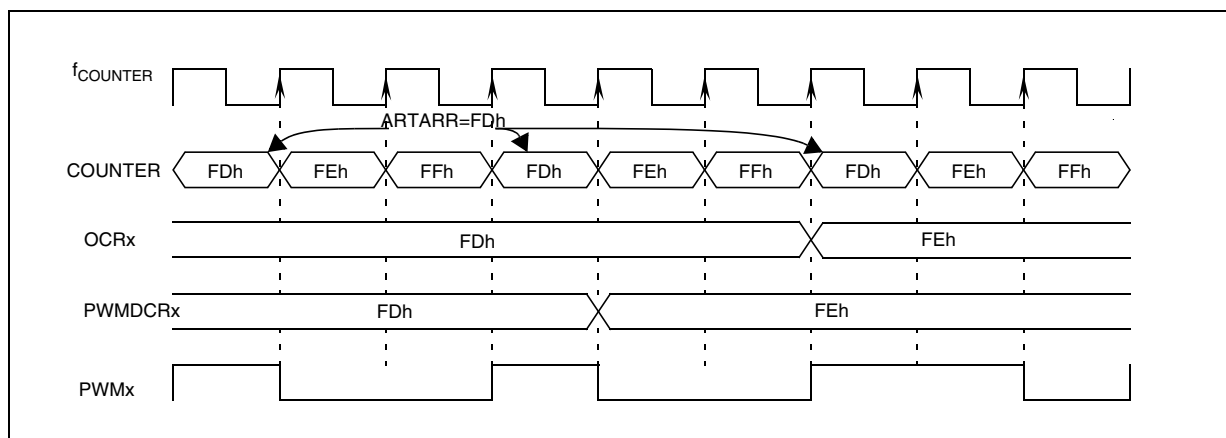 fCOUNTER
ARTARR=FDh
COUNTER FDh FEh FFh FDh FEh FFh FDh FEh FFh
OCRx FDh FEh
PWMDCRx FDh FEh
PWMx